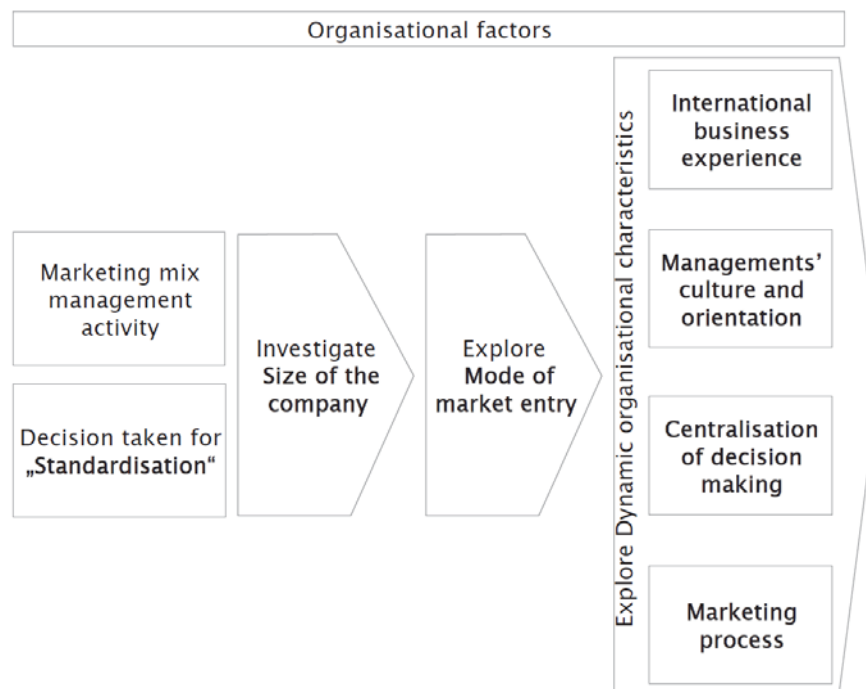 Organisational factors
Marketing mix
management
activity
Decision taken for
„Standardisation“
Investigate
Size of the
company
Explore
Mode of
market entry
Explore Dynamic organisational characteristics
International
business
experience
Managements’
culture and
orientation
Centralisation
of decision
making
Marketing
process